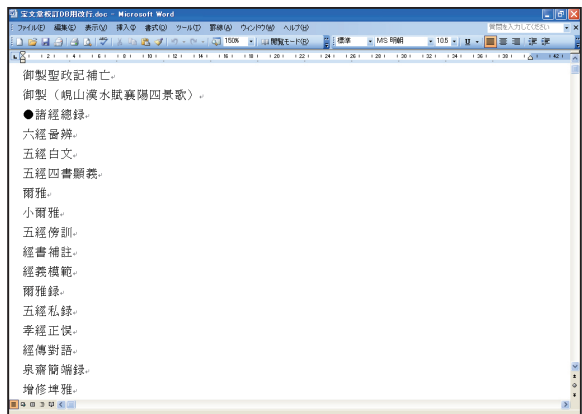 宝文章校訂DB用改行.doc - Microsoft Word
ファイル(F) 編集(E) 表示(V) 挿入(I) 書式(O) ツール(T) 罫線(A) ウィンドウ(W) ヘルプ(H) 質問を入力してください
150% 閲覧モード(R) 標準 MS 明朝 10.5
御製聖政記補亡
御製（峴山漢水賦襄陽四景歌）
●諸經總録
六經啚辨
五經白文
五經四書顯義
爾雅
小爾雅
五經傍訓
經書補註
經義模範
爾雅録
五經私録
孝經正悮
經傳對語
泉齋簡端録
增修埤雅